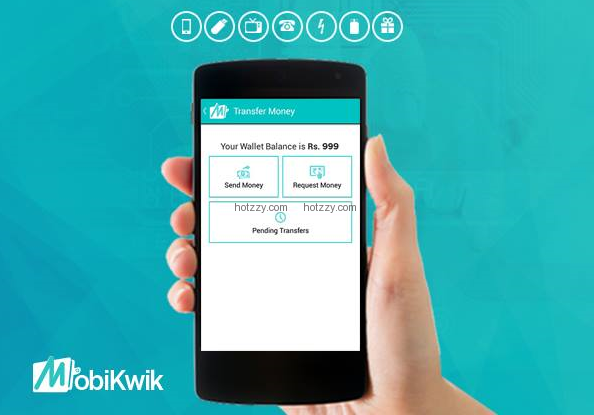 Transfer Money
Your Wallet Balance is Rs. 999
Send Money
Request Money
hotzzy.com hotzzy.com
Pending Transfers
MobiKwik